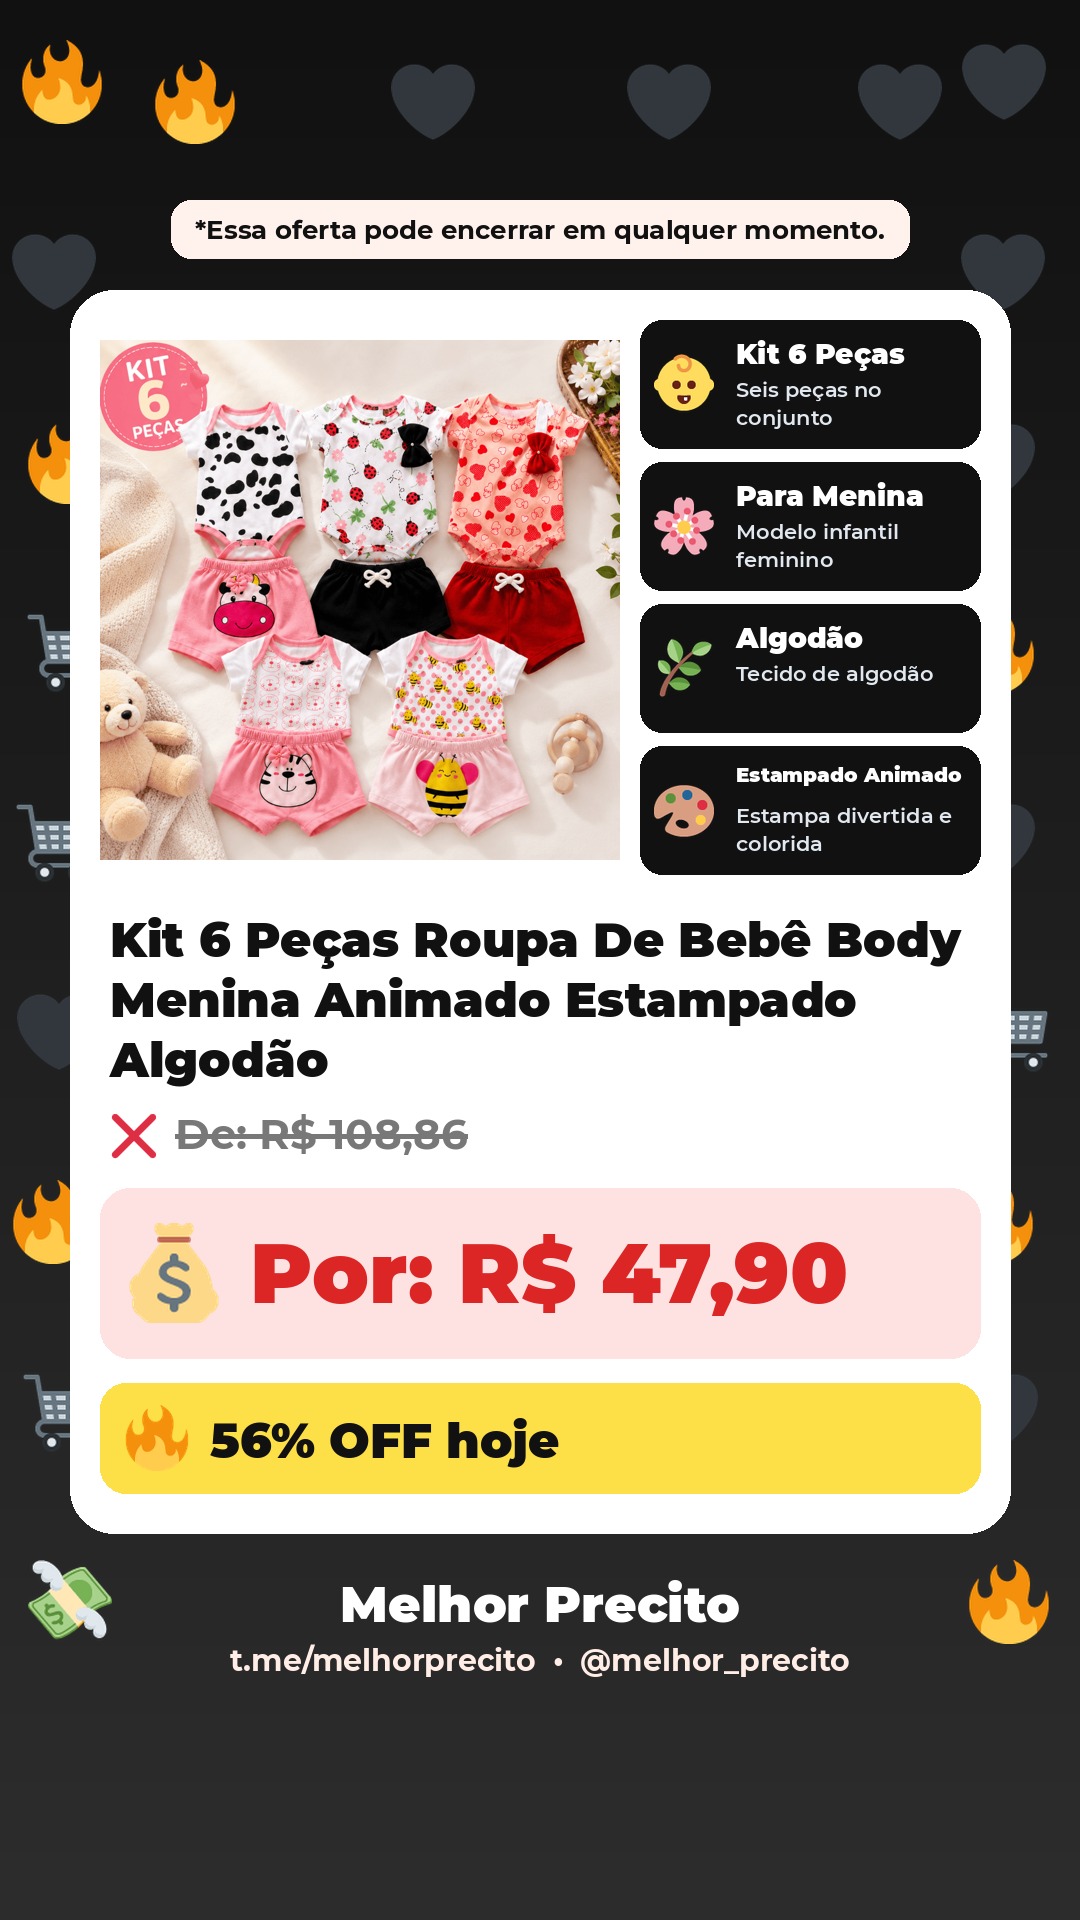 *Essa oferta pode encerrar em qualquer momento.
KIT
6
PEÇAS
Kit 6 Peças
Seis peças no
conjunto
Para Menina
Modelo infantil
feminino
Algodão
Tecido de algodão
Estampado Animado
Estampa divertida e
colorida
Kit 6 Peças Roupa De Bebê Body
Menina Animado Estampado
Algodão
De: R$ 108,86
Por: R$ 47,90
56% OFF hoje
Melhor Precito
t.me/melhorprecito • @melhor_precito